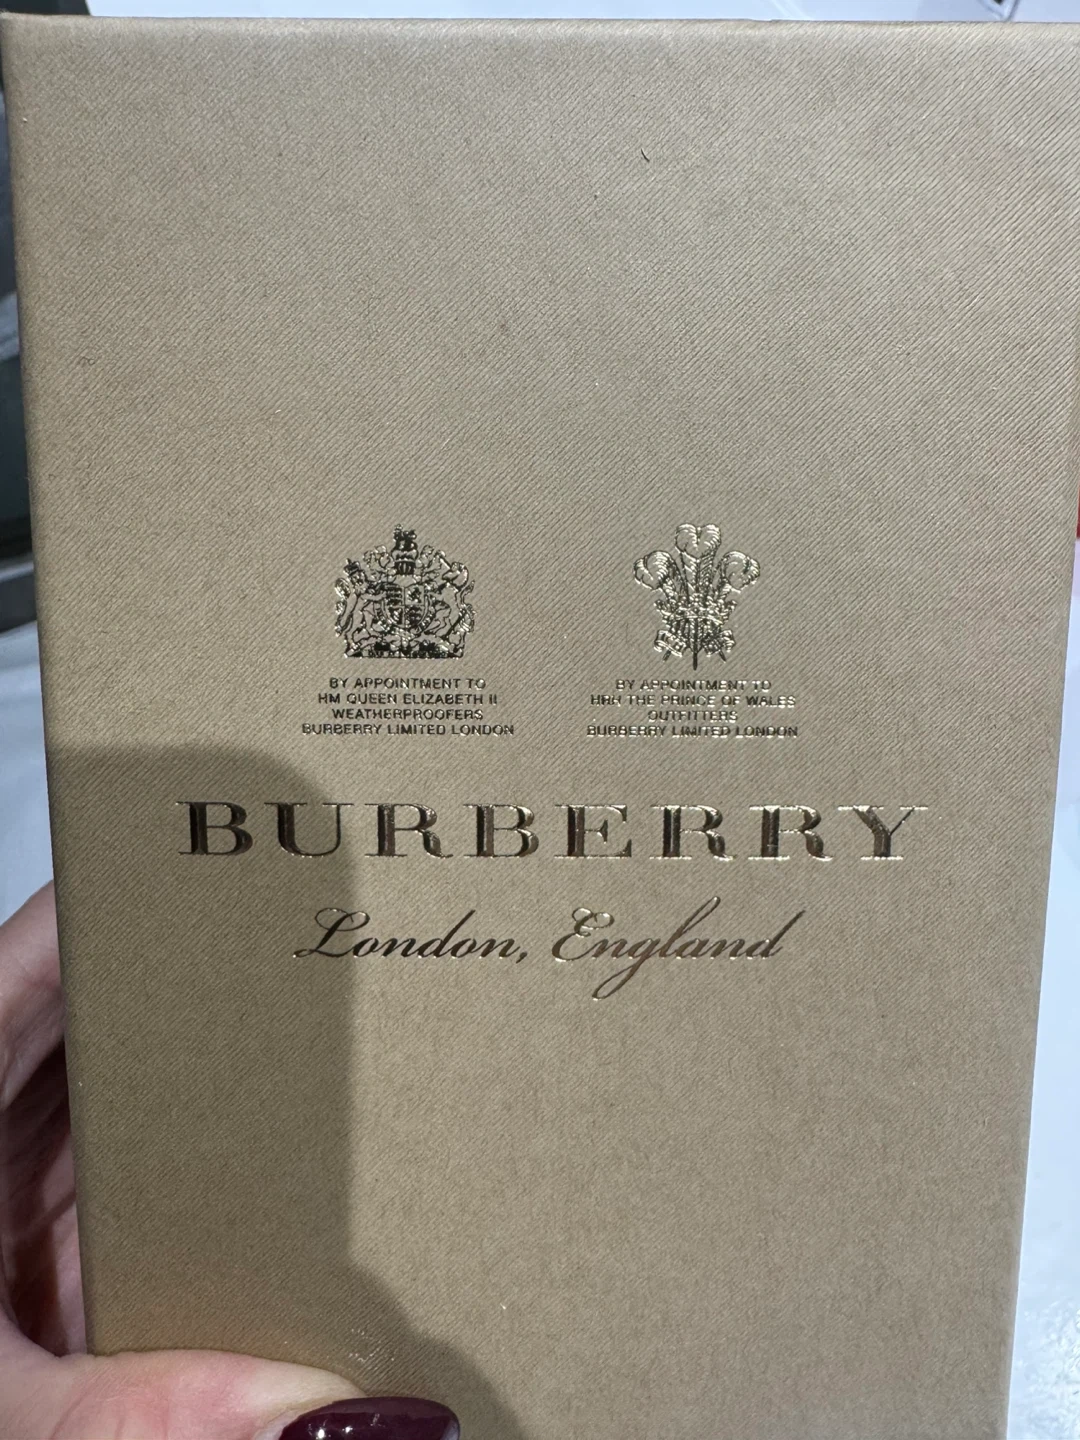 BY APPOINTMENT TO
HM QUEEN ELIZABETH II
WEATHERPROOFERS
BURBERRY LIMITED LONDON
BY APPOINTMENT TO
HRH THE PRINCE OF WALES
OUTFITTERS
BURBERRY LIMITED LONDON
BURBERRY
London, England